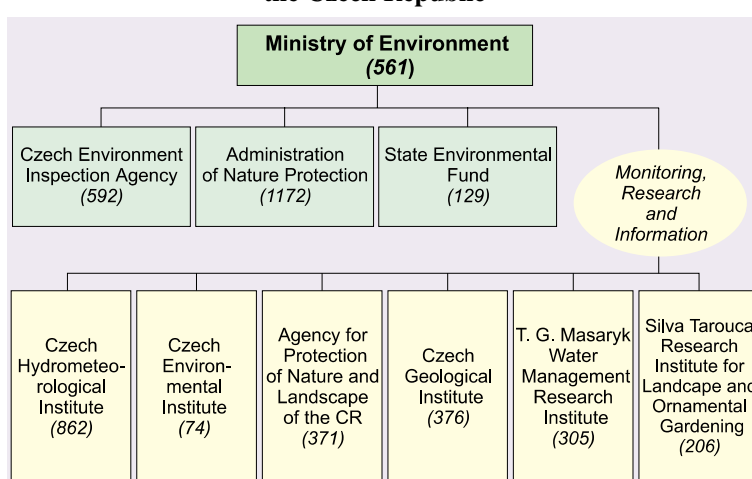 the Czech Republic
Ministry of Environment
(561)
Czech Environment
Inspection Agency
(592)
Administration
of Nature Protection
(1172)
State Environmental
Fund
(129)
Monitoring,
Research
and
Information
Czech
Hydrometeo-
rological
Institute
(862)
Czech
Environ-
mental
Institute
(74)
Agency for
Protection
of Nature and
Landscape
of the CR
(371)
Czech
Geological
Institute
(376)
T. G. Masaryk
Water
Management
Research
Institute
(305)
Silva Tarouca
Research
Institute for
Landcape and
Ornamental
Gardening
(206)